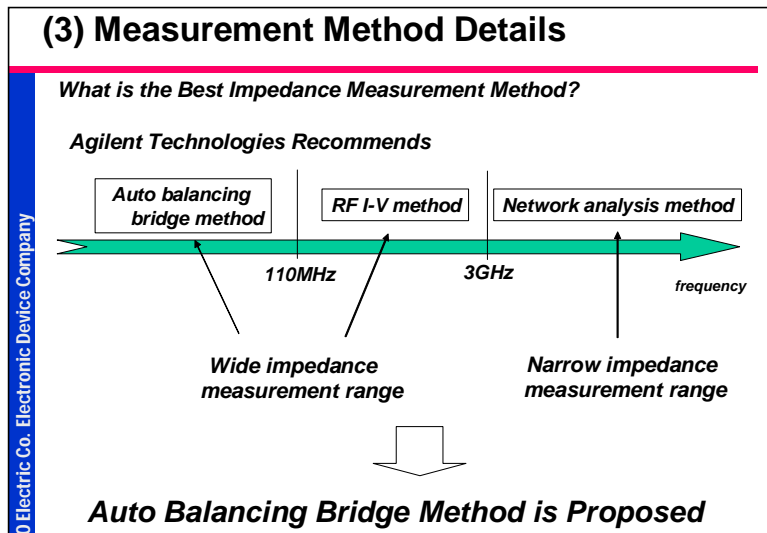 (3) Measurement Method Details
What is the Best Impedance Measurement Method?
Agilent Technologies Recommends
Auto balancing
bridge method
RF I-V method
Network analysis method
110MHz
3GHz
frequency
Wide impedance
measurement range
Narrow impedance
measurement range
Auto Balancing Bridge Method is Proposed
Electric Co. Electronic Device Company